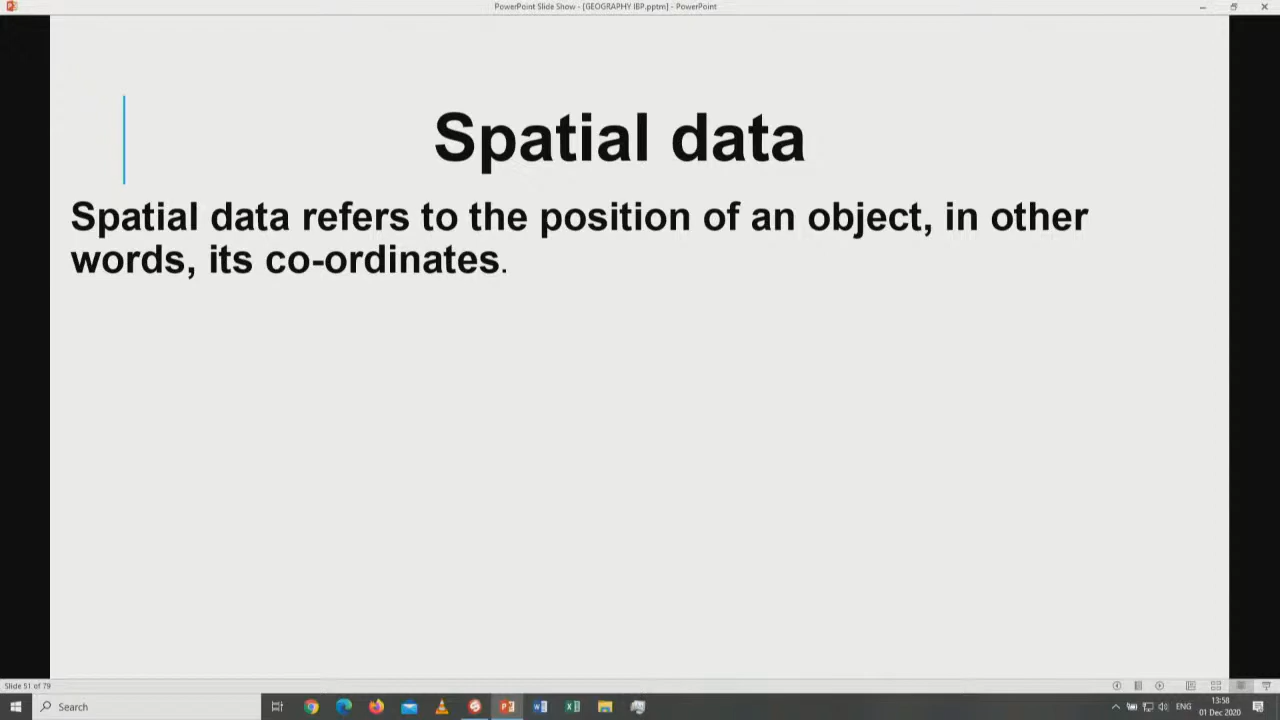 PowerPoint Slide Show - [GEOGRAPHY IBP.pptm] - PowerPoint
Spatial data
Spatial data refers to the position of an object, in other
words, its co-ordinates.
Slide 51 of 79
Search
ENG
13:58
01 Dec 2020